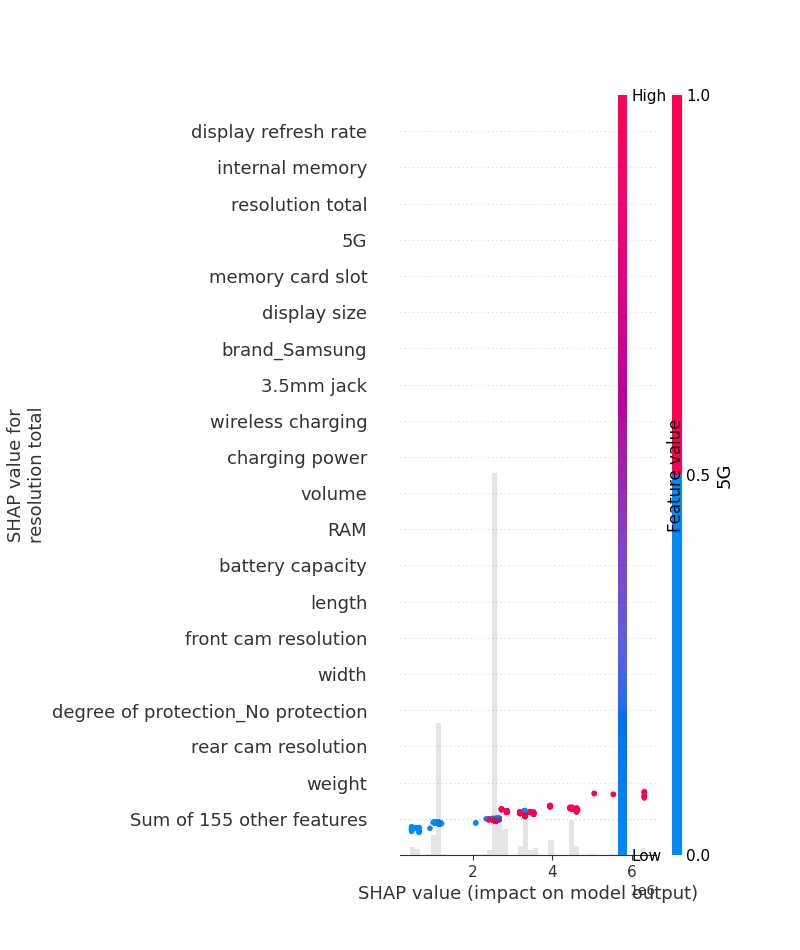 High
1.0
display refresh rate
internal memory
resolution total
5G
memory card slot
display size
brand_Samsung
3.5mm jack
wireless charging
charging power
SHAP value for
resolution total
Feature value
0.5
5G
volume
RAM
battery capacity
length
front cam resolution
width
degree of protection_No protection
rear cam resolution
weight
Sum of 155 other features
Low
0.0
2
4
6
1e6
SHAP value (impact on model output)